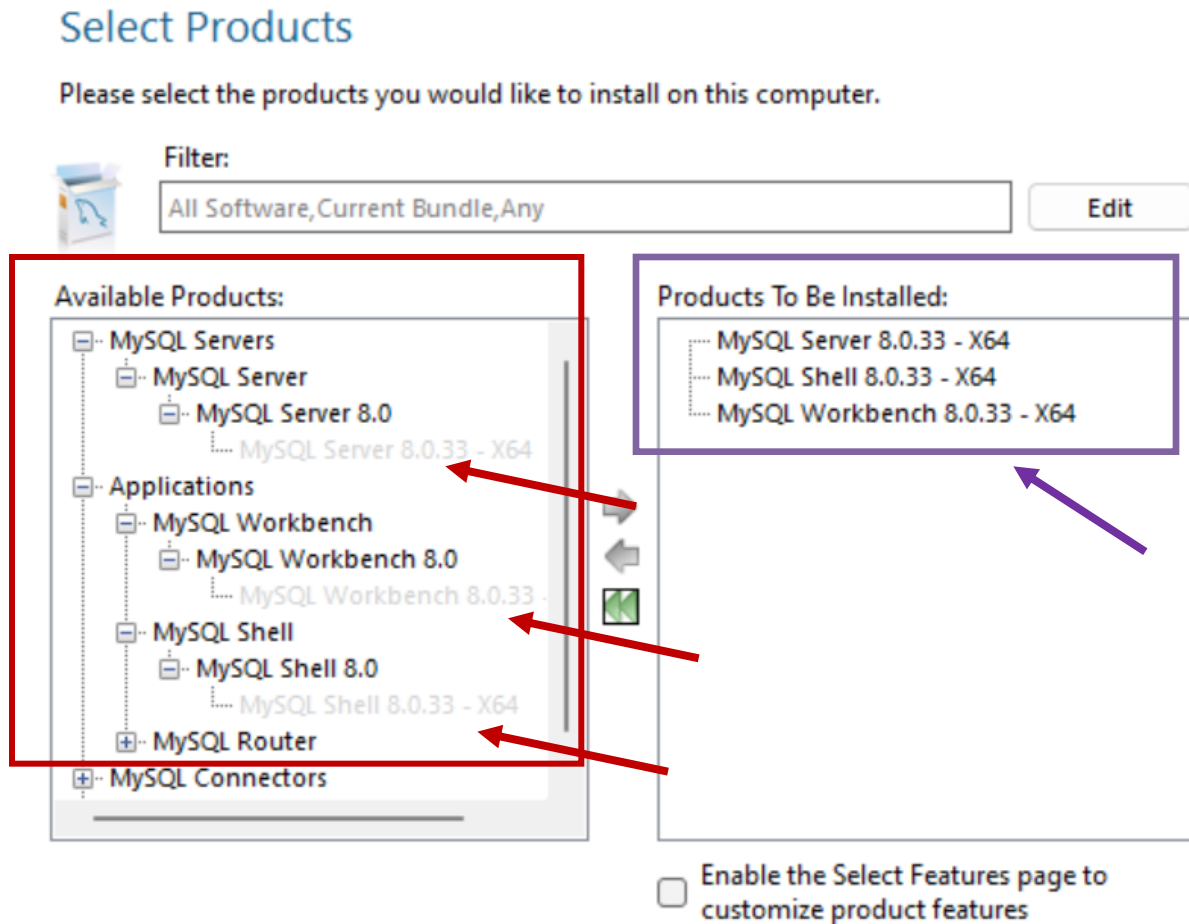 Select Products
Please select the products you would like to install on this computer.
Filter:
All Software,Current Bundle,Any
Edit
Available Products:
MySQL Servers
MySQL Server
MySQL Server 8.0
MySQL Server 8.0.33 - X64
Applications
MySQL Workbench
MySQL Workbench 8.0
MySQL Workbench 8.0.33 -
MySQL Shell
MySQL Shell 8.0
MySQL Shell 8.0.33 - X64
MySQL Router
MySQL Connectors
Products To Be Installed:
MySQL Server 8.0.33 - X64
MySQL Shell 8.0.33 - X64
MySQL Workbench 8.0.33 - X64
Enable the Select Features page to
customize product features